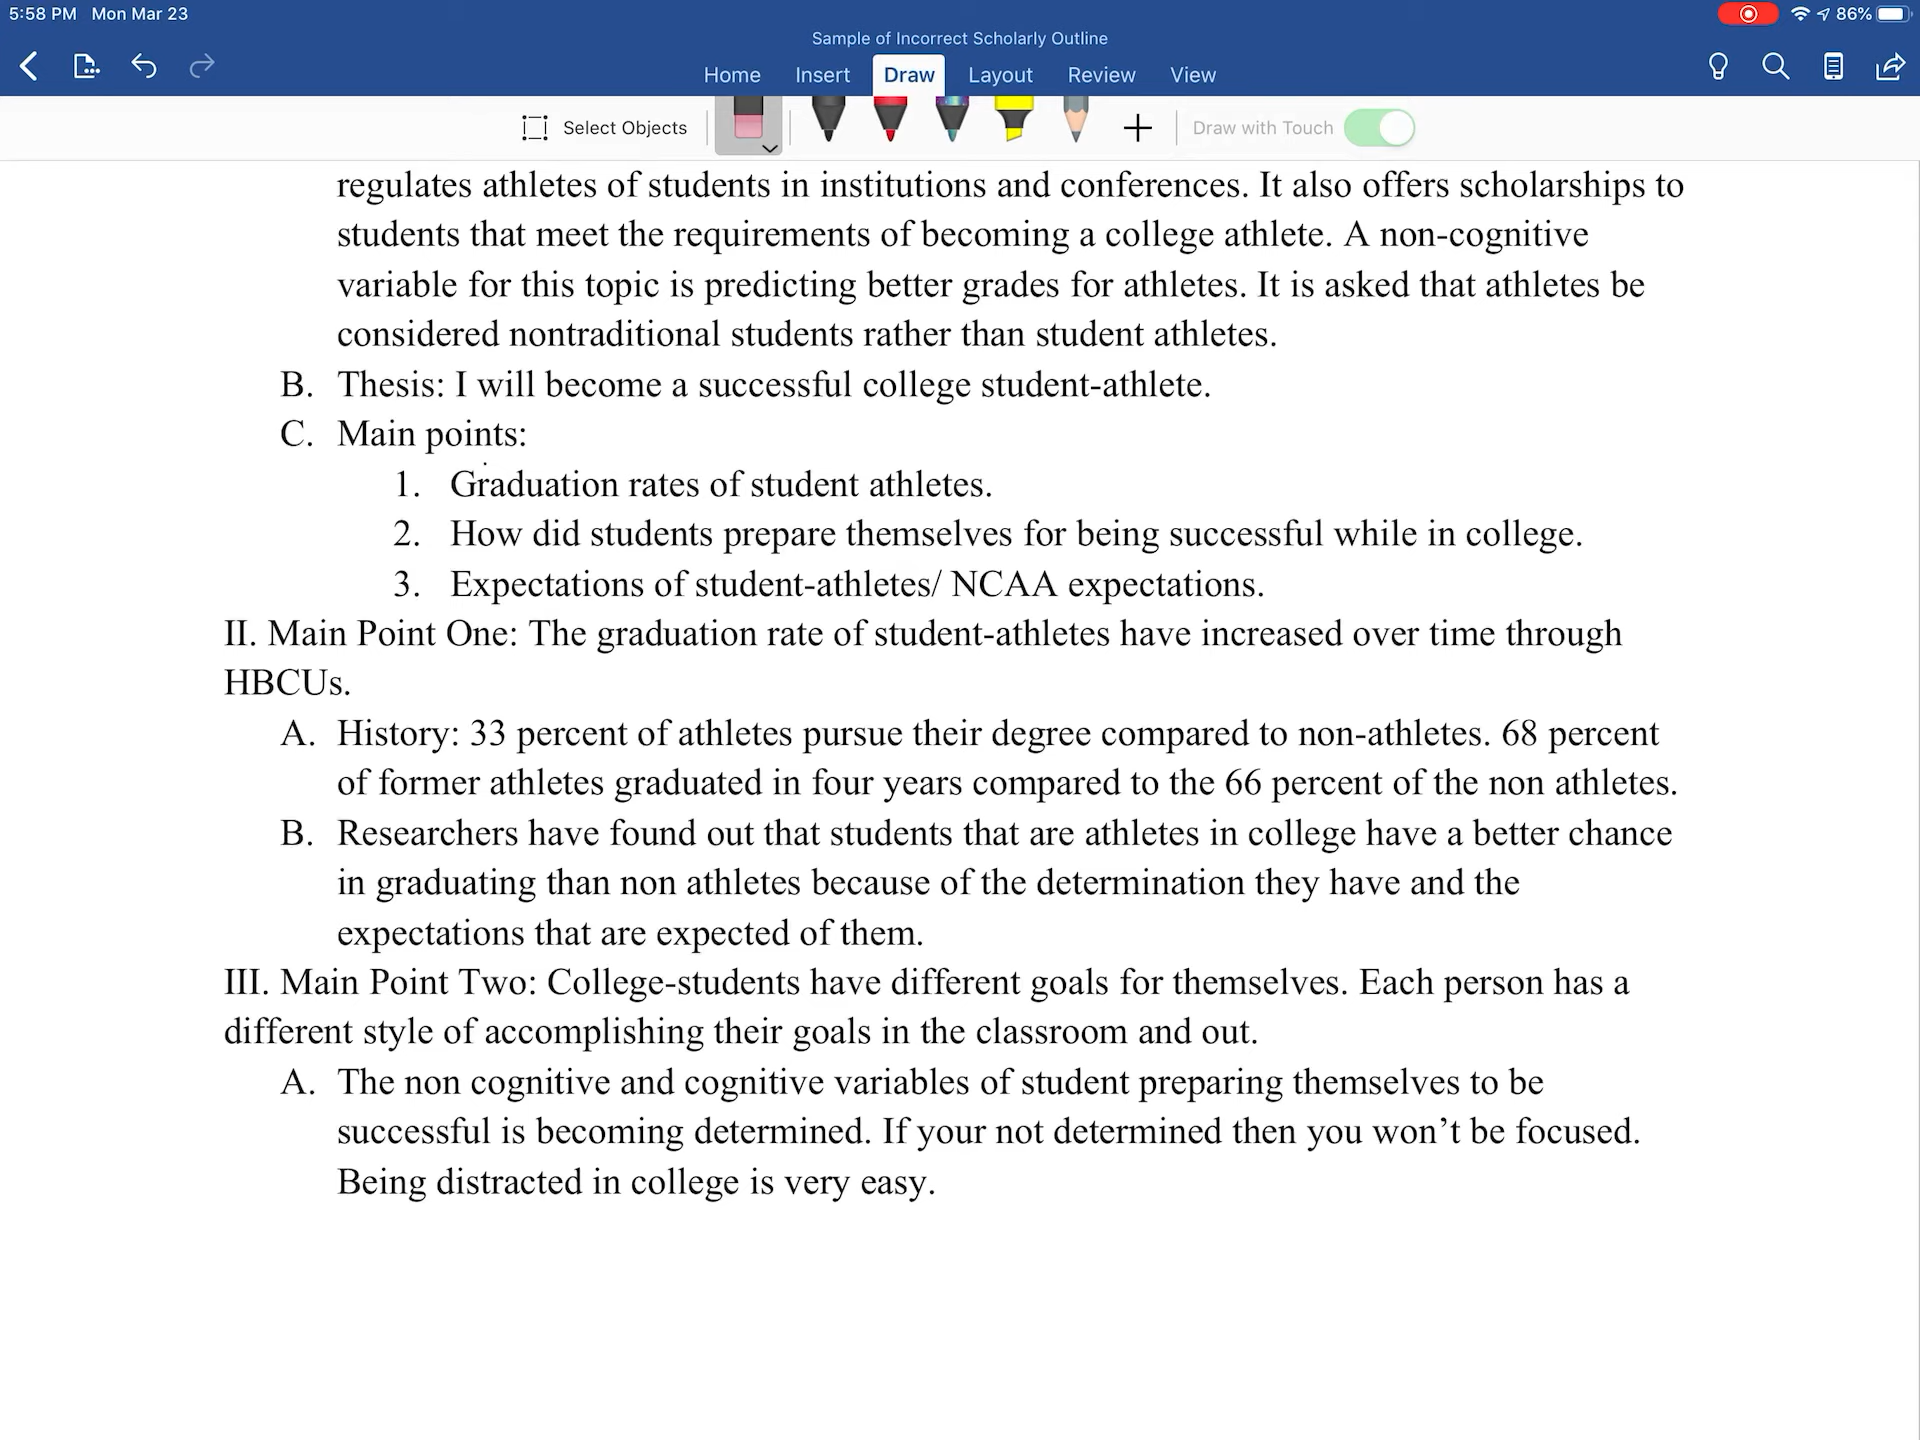 5:58 PM Mon Mar 23
86%
Sample of Incorrect Scholarly Outline
Home Insert Draw Layout Review View
Select Objects
Draw with Touch
regulates athletes of students in institutions and conferences. It also offers scholarships to
students that meet the requirements of becoming a college athlete. A non-cognitive
variable for this topic is predicting better grades for athletes. It is asked that athletes be
considered nontraditional students rather than student athletes.
B. Thesis: I will become a successful college student-athlete.
C. Main points:
1. Graduation rates of student athletes.
2. How did students prepare themselves for being successful while in college.
3. Expectations of student-athletes/ NCAA expectations.
II. Main Point One: The graduation rate of student-athletes have increased over time through
HBCUs.
A. History: 33 percent of athletes pursue their degree compared to non-athletes. 68 percent
of former athletes graduated in four years compared to the 66 percent of the non athletes.
B. Researchers have found out that students that are athletes in college have a better chance
in graduating than non athletes because of the determination they have and the
expectations that are expected of them.
III. Main Point Two: College-students have different goals for themselves. Each person has a
different style of accomplishing their goals in the classroom and out.
A. The non cognitive and cognitive variables of student preparing themselves to be
successful is becoming determined. If your not determined then you won’t be focused.
Being distracted in college is very easy.